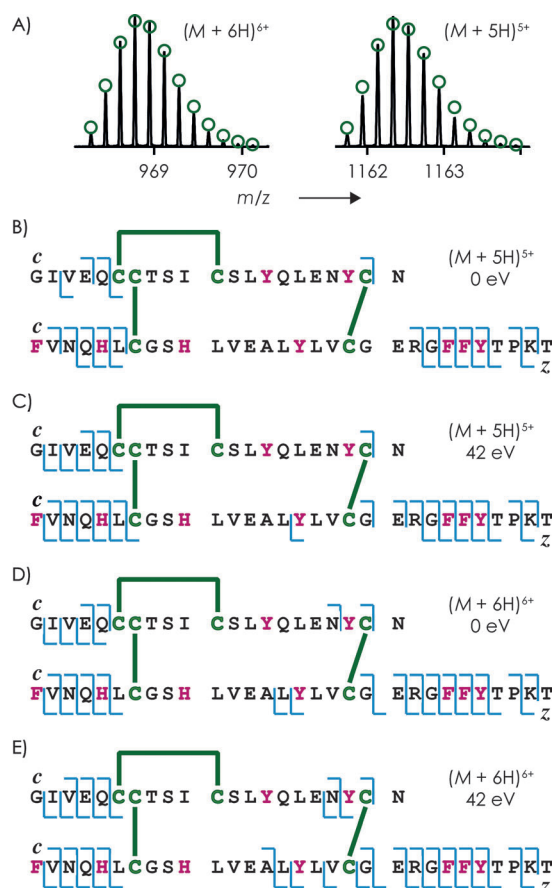 A)
(M + 6H)⁶⁺
(M + 5H)⁵⁺
969 970
1162 1163
m/z
B)
c
GIVEQCCTSI CSLYQLENYC N
(M + 5H)⁵⁺
0 eV
c
FVNQHLCGSH LVEALYLVCG ERGFFYTPKT
z
C)
c
GIVEQCCTSI CSLYQLENYC N
(M + 5H)⁵⁺
42 eV
c
FVNQHLCGSH LVEALYLVCG ERGFFYTPKT
z
D)
c
GIVEQCCTSI CSLYQLENYC N
(M + 6H)⁶⁺
0 eV
c
FVNQHLCGSH LVEALYLVCG ERGFFYTPKT
z
E)
c
GIVEQCCTSI CSLYQLENYC N
(M + 6H)⁶⁺
42 eV
c
FVNQHLCGSH LVEALYLVCG ERGFFYTPKT
z